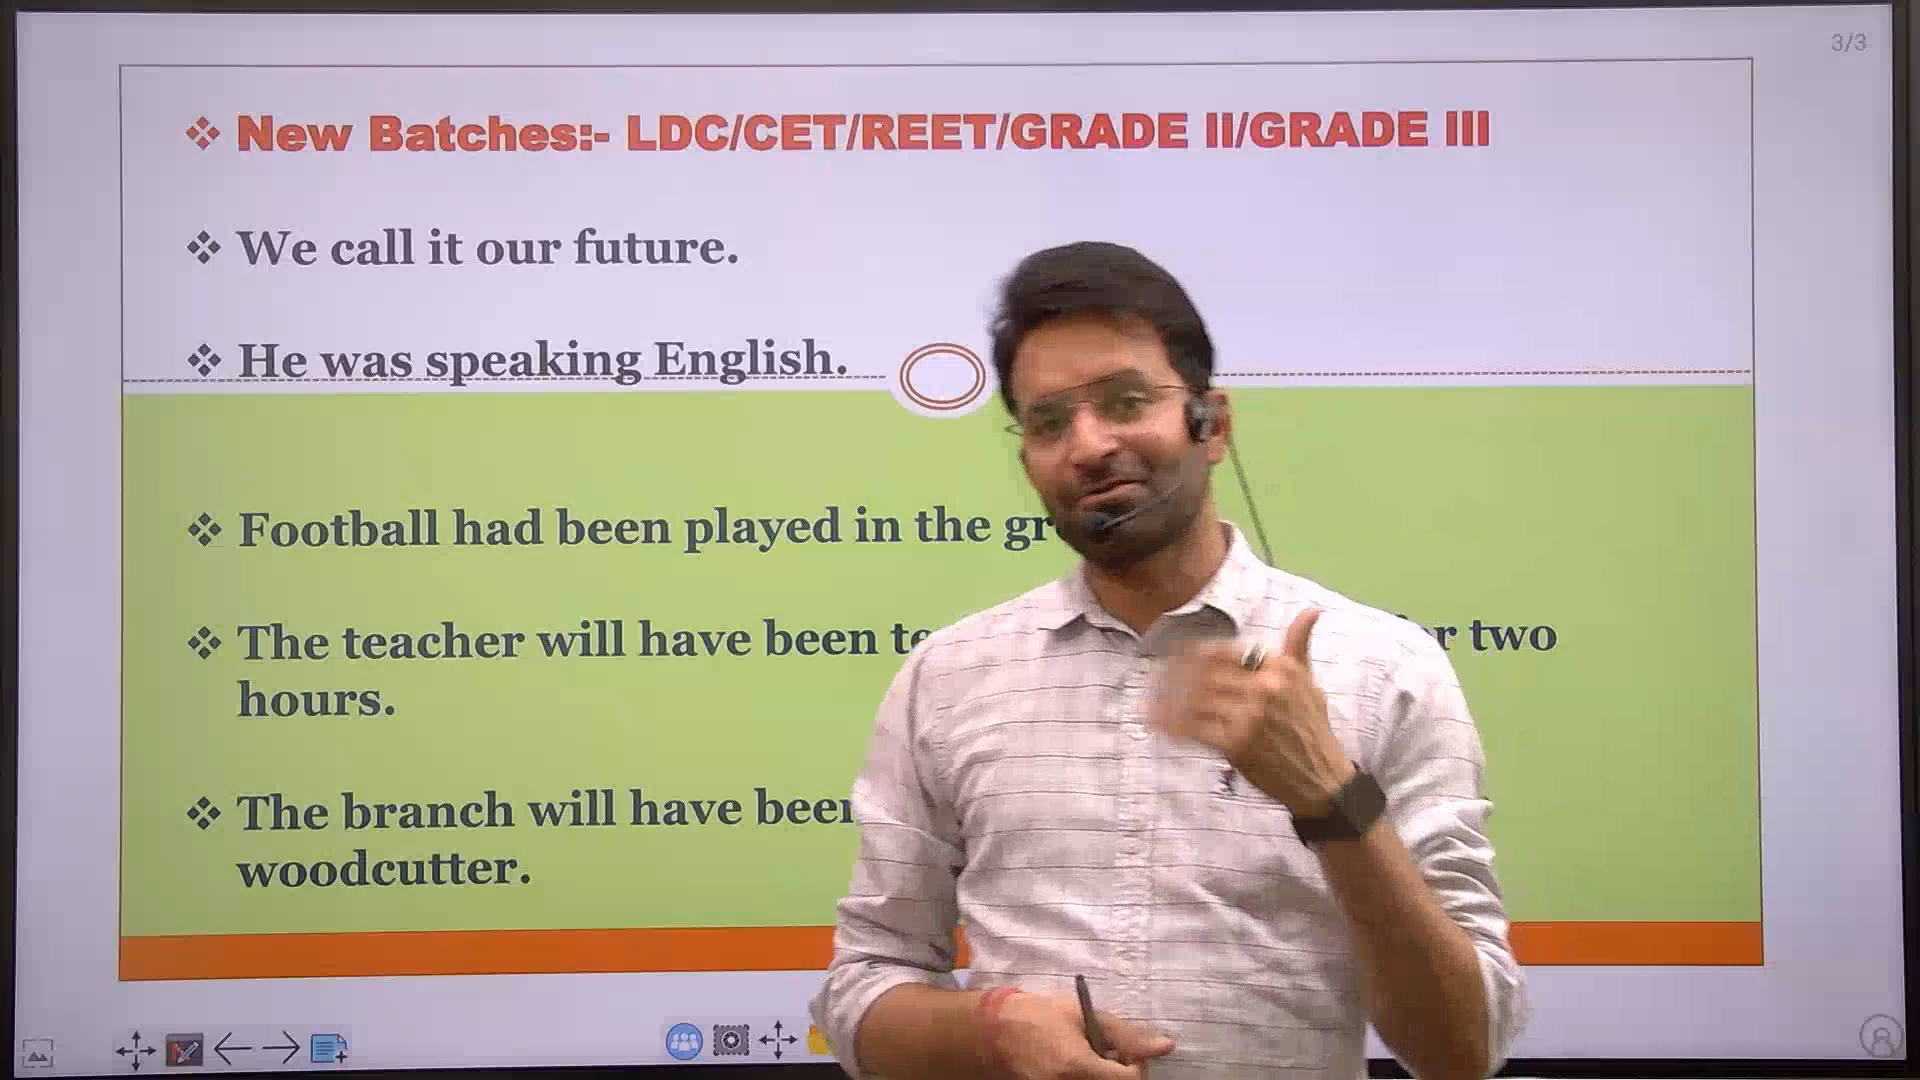 3/3
New Batches:- LDC/CET/REET/GRADE II/GRADE III
We call it our future.
He was speaking English.
Football had been played in the
The teacher will have been two
hours.
The branch will have been
woodcutter.